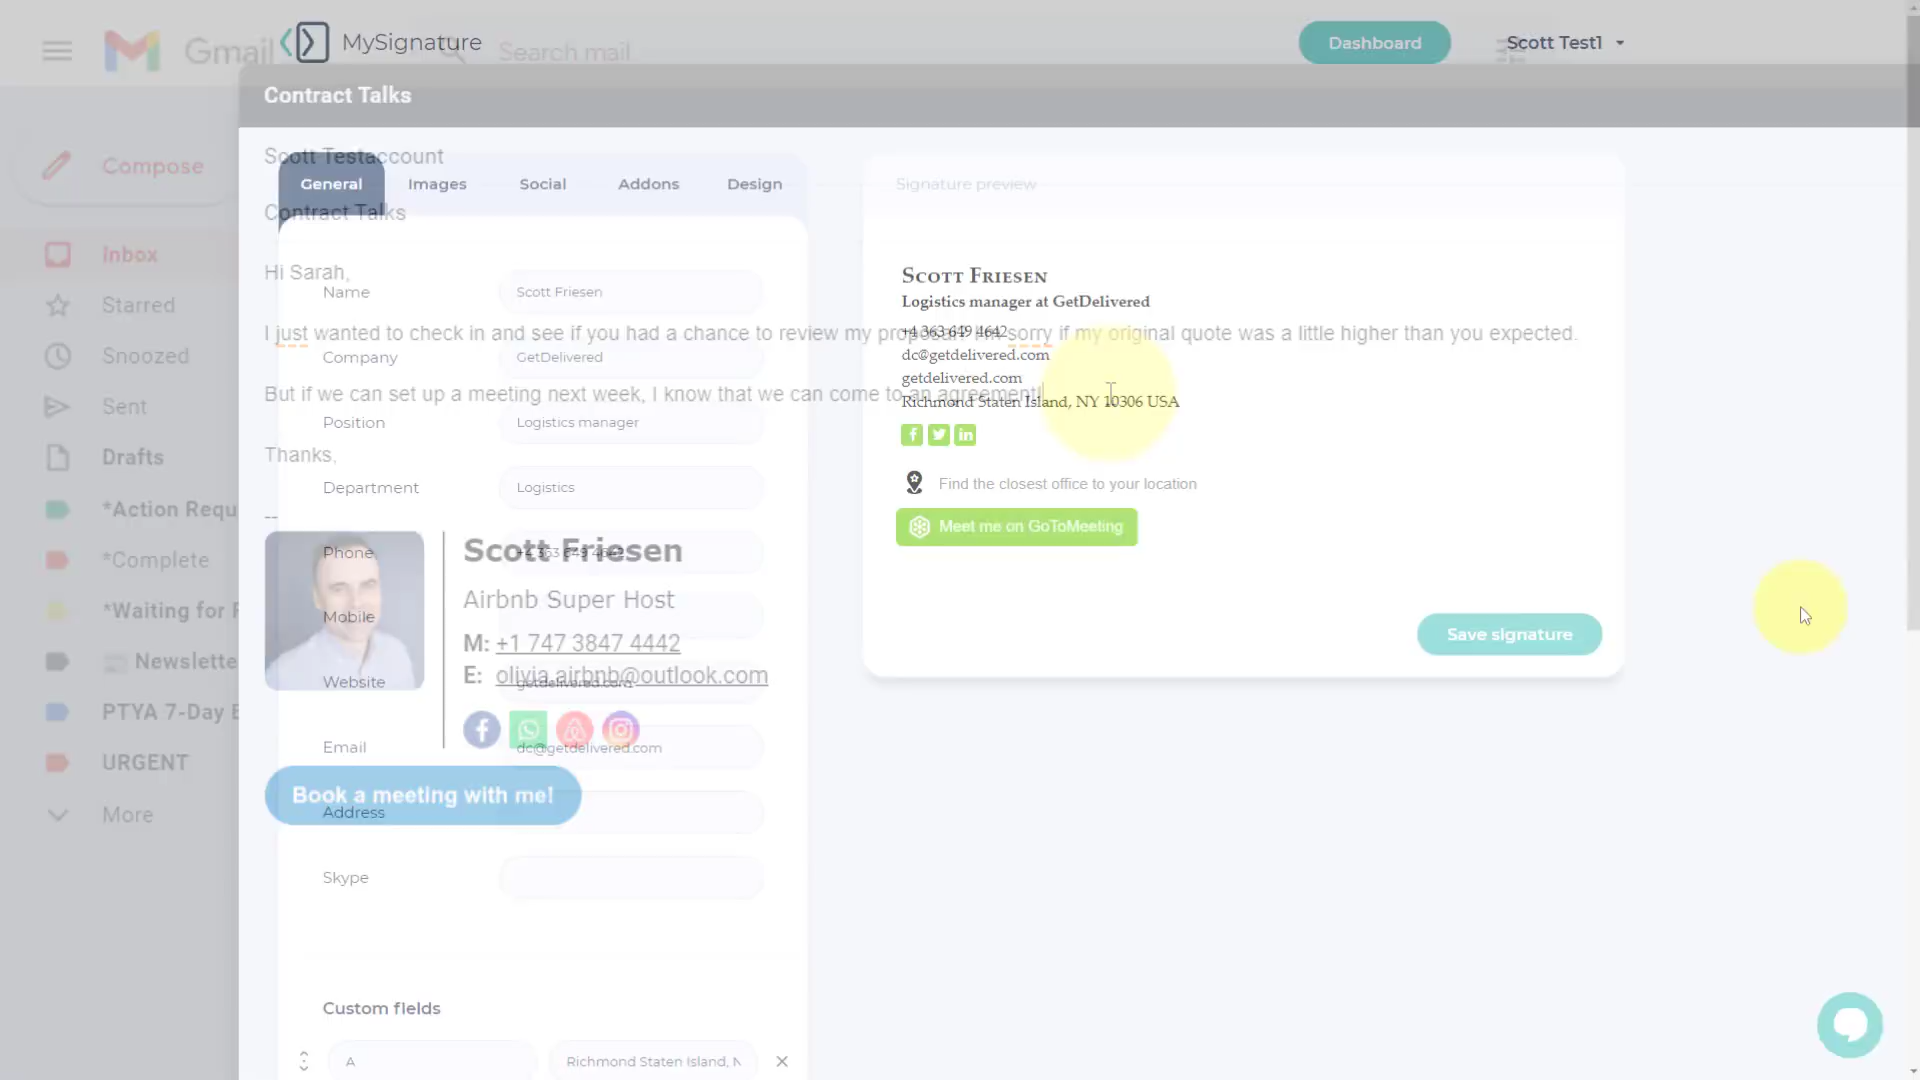 Gmail
MySignature
Search mail
Dashboard
Scott Test1
Contract Talks
Compose
Inbox
Starred
Snoozed
Sent
Drafts
*Action Requ
*Complete
*Waiting for
Newslette
PTYA 7-Day
URGENT
More
Scott Testaccount
Contract Talks
Hi Sarah,
I just wanted to check in and see if you had a chance to review my proposal? I'm sorry if my original quote was a little higher than you expected.
But if we can set up a meeting next week, I know that we can come to an agreement!
Thanks,
--
Scott Friesen
Airbnb Super Host
M: +1 747 3847 4442
E: olivia.airbnb@outlook.com
Book a meeting with me!
General
Images
Social
Addons
Design
Name
Scott Friesen
Company
GetDelivered
Position
Logistics manager
Department
Logistics
Phone
+4 363 649 4642
Mobile
Website
getdelivered.com
Email
dc@getdelivered.com
Address
Skype
Custom fields
A
Richmond Staten Island, N
Signature preview
Scott Friesen
Logistics manager at GetDelivered
+4 363 649 4642
dc@getdelivered.com
getdelivered.com
Richmond Staten Island, NY 10306 USA
Find the closest office to your location
Meet me on GoToMeeting
Save signature